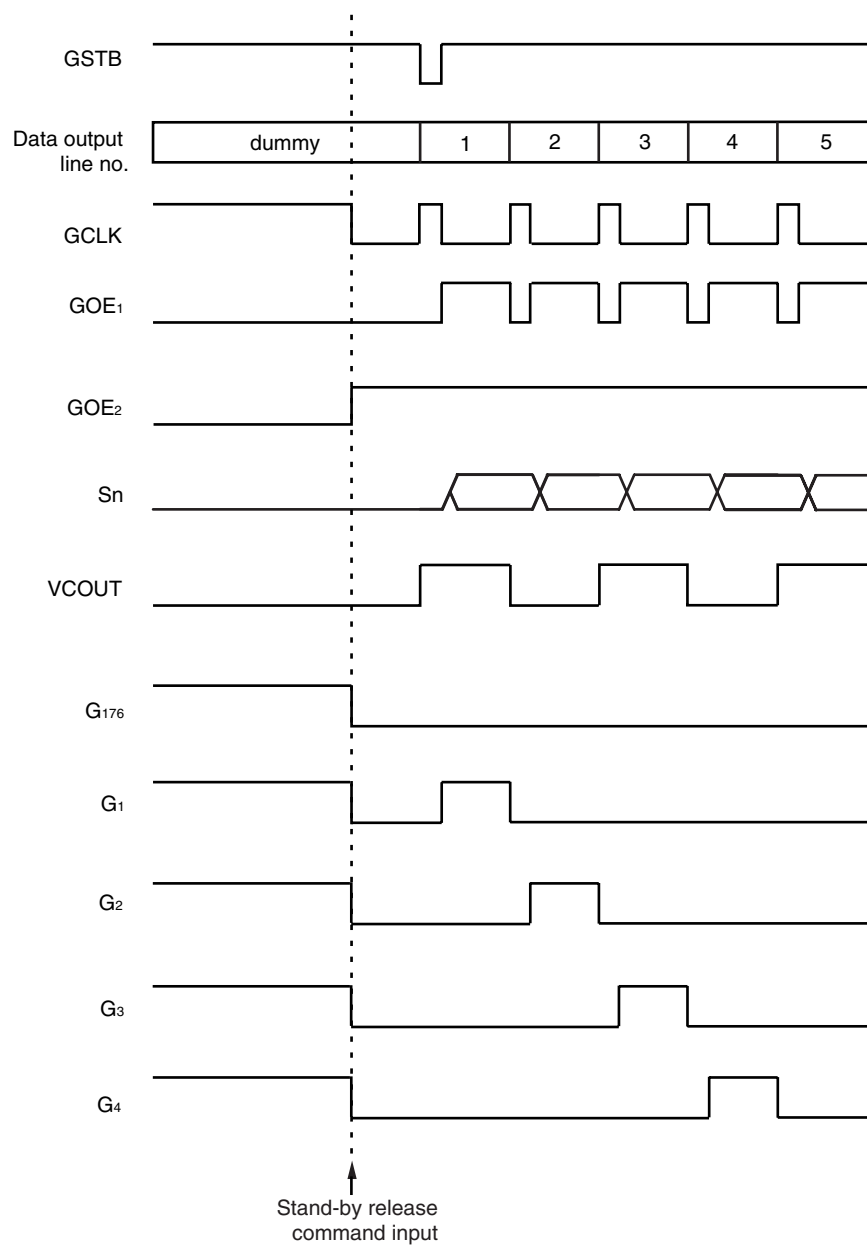 GSTB
Data output
line no.
dummy 1 2 3 4 5
GCLK
GOE1
GOE2
Sn
VCOUT
G176
G1
G2
G3
G4
Stand-by release
command input